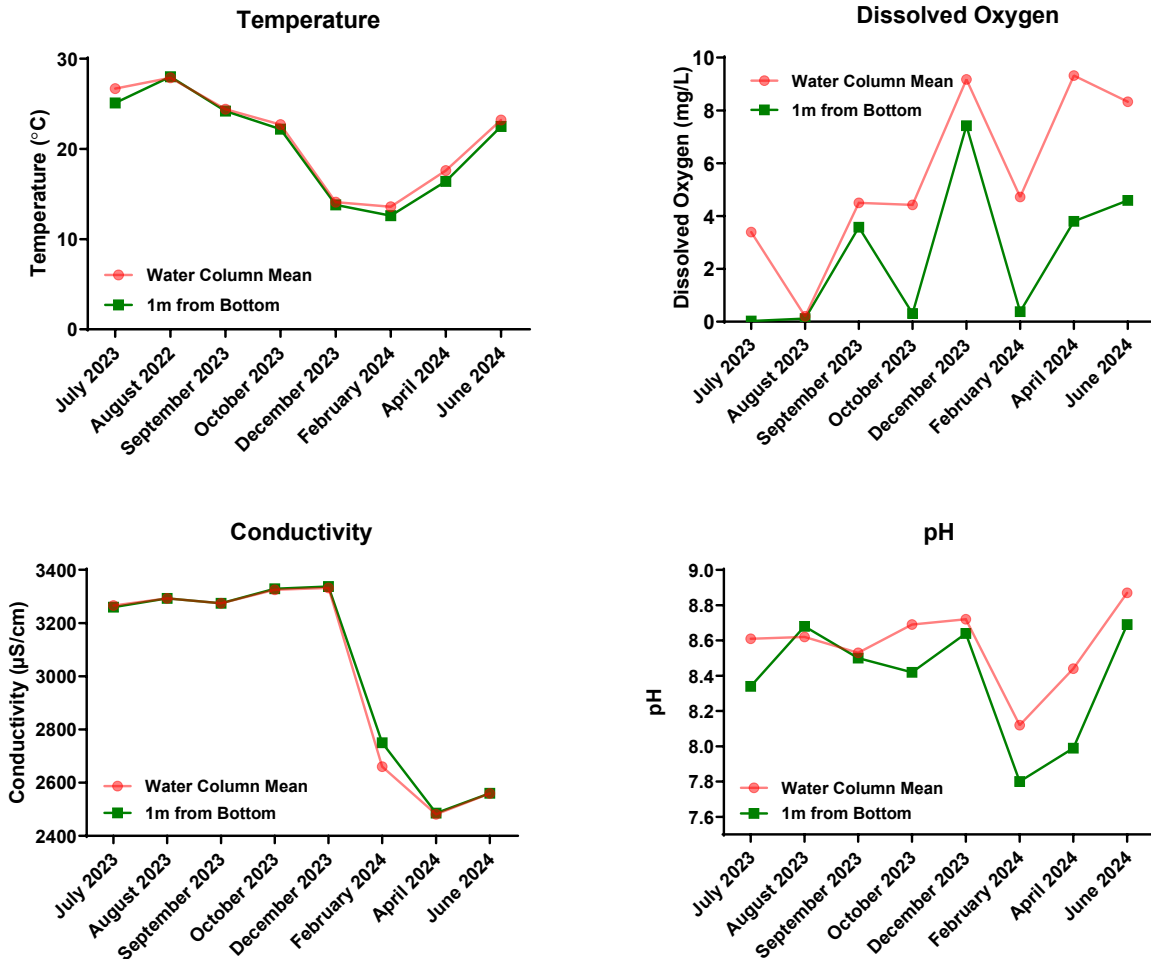 Temperature
Temperature (°C)
30
20
10
0
Water Column Mean
1m from Bottom
July 2023
August 2022
September 2023
October 2023
December 2023
February 2024
April 2024
June 2024
Dissolved Oxygen
Dissolved Oxygen (mg/L)
10
8
6
4
2
0
Water Column Mean
1m from Bottom
July 2023
August 2023
September 2023
October 2023
December 2023
February 2024
April 2024
June 2024
Conductivity
Conductivity (µS/cm)
3400
3200
3000
2800
2600
2400
Water Column Mean
1m from Bottom
July 2023
August 2023
September 2023
October 2023
December 2023
February 2024
April 2024
June 2024
pH
pH
9.0
8.8
8.6
8.4
8.2
8.0
7.8
7.6
Water Column Mean
1m from Bottom
July 2023
August 2023
September 2023
October 2023
December 2023
February 2024
April 2024
June 2024